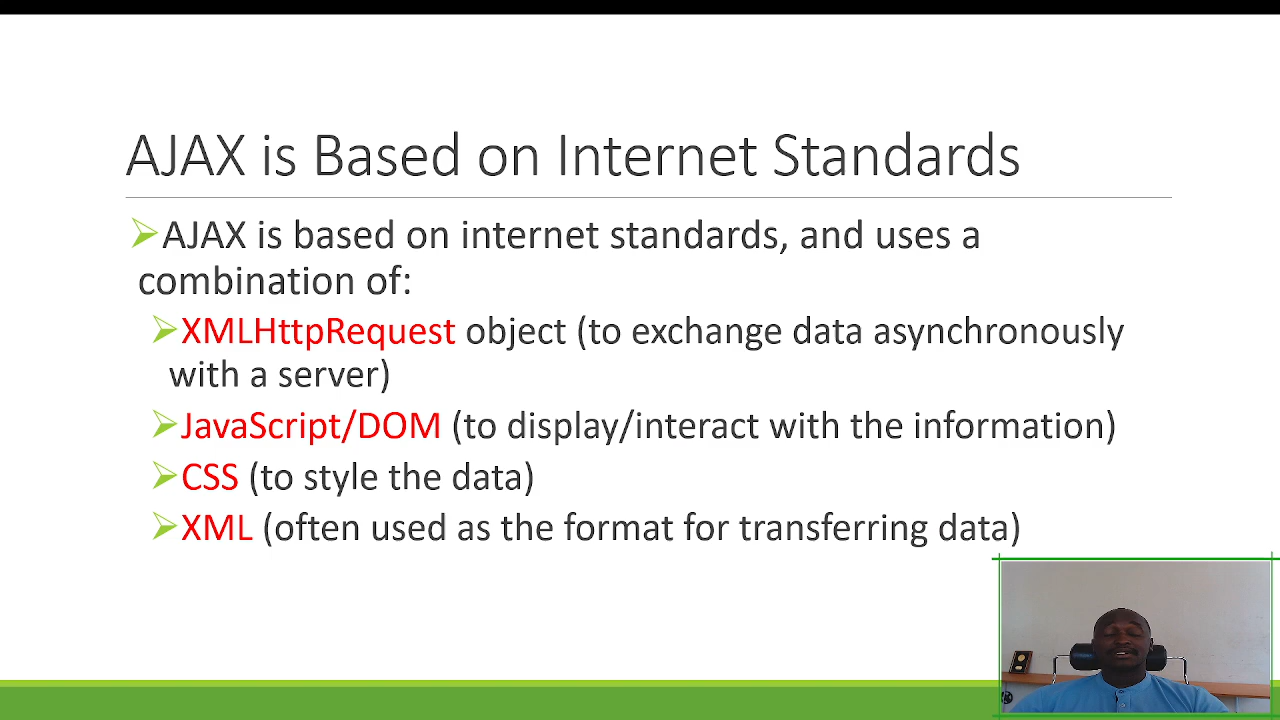 AJAX is Based on Internet Standards
AJAX is based on internet standards, and uses a
combination of:
XMLHttpRequest object (to exchange data asynchronously
with a server)
JavaScript/DOM (to display/interact with the information)
CSS (to style the data)
XML (often used as the format for transferring data)